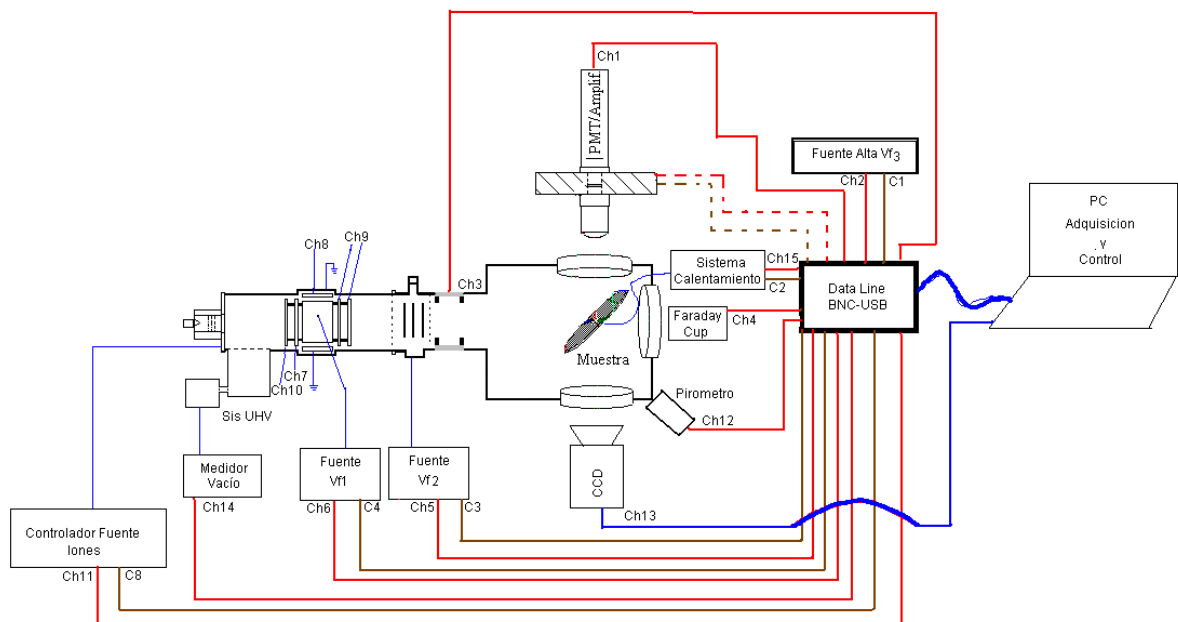 Ch1
PMT/Amplif
Fuente Alta Vf3
Ch2
C1
PC
Adquisicion
.Y
Control
Ch8
Ch9
Ch3
Sistema
Calentamiento
Ch15
C2
Data Line
BNC-USB
Faraday
Cup
Ch4
Muestra
Ch7
Ch10
Sis UHV
Pirometro
Ch12
Medidor
Vacío
Ch14
Fuente
Vf1
Ch6
C4
Fuente
Vf2
Ch5
C3
CCD
Ch13
Controlador Fuente
Iones
Ch11
C8